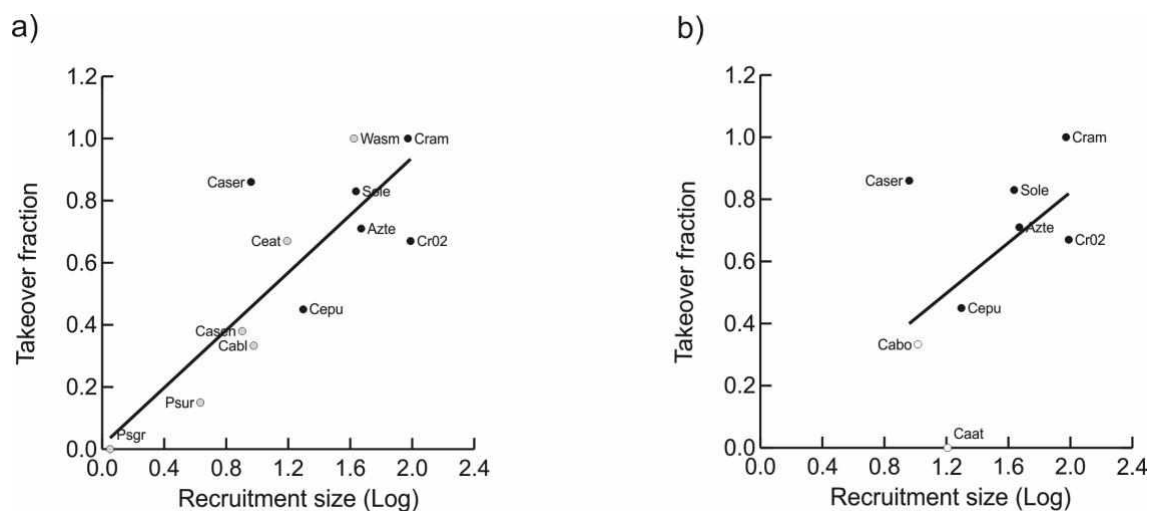 a)
Takeover fraction
1.2
1.0
0.8
0.6
0.4
0.2
0.0
Wasm
Cram
Caser
Sole
Azte
Ceat
Cr02
Cepu
Casen
Cabl
Psur
Psgr
0.0 0.4 0.8 1.2 1.6 2.0 2.4
Recruitment size (Log)
b)
Takeover fraction
1.2
1.0
0.8
0.6
0.4
0.2
0.0
Cram
Caser
Sole
Azte
Cr02
Cepu
Cabo
Caat
0.0 0.4 0.8 1.2 1.6 2.0 2.4
Recruitment size (Log)